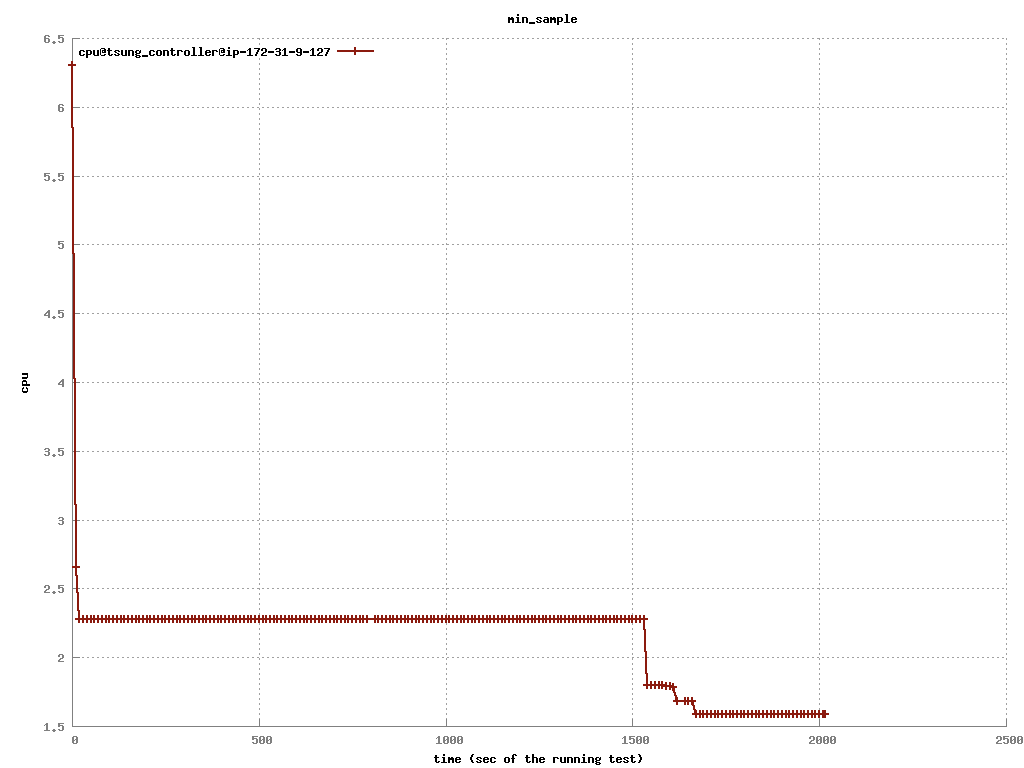 min_sample
6.5
cpu@tsung_controller@ip-172-31-9-127
6
5.5
5
4.5
cpu
4
3.5
3
2.5
2
1.5
0 500 1000 1500 2000 2500
time (sec of the running test)